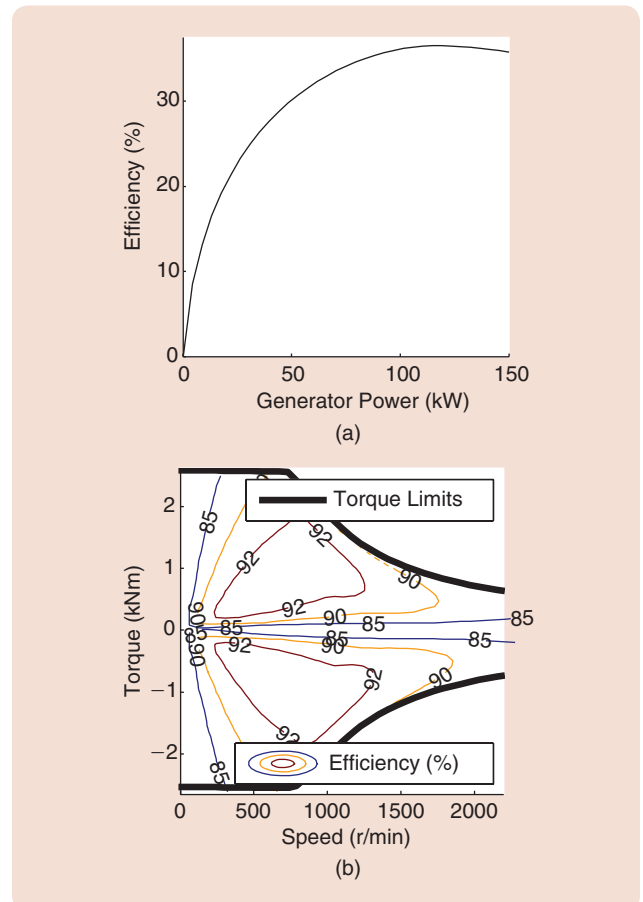 Efficiency (%)
30
20
10
0
0 50 100 150
Generator Power (kW)
(a)
Torque (kNm)
2
1
0
−1
−2
Torque Limits
85
92
92
90
92
90
85
85
90
85
85
85
90
92
90
85
92
90
92
85
Efficiency (%)
0 500 1000 1500 2000
Speed (r/min)
(b)